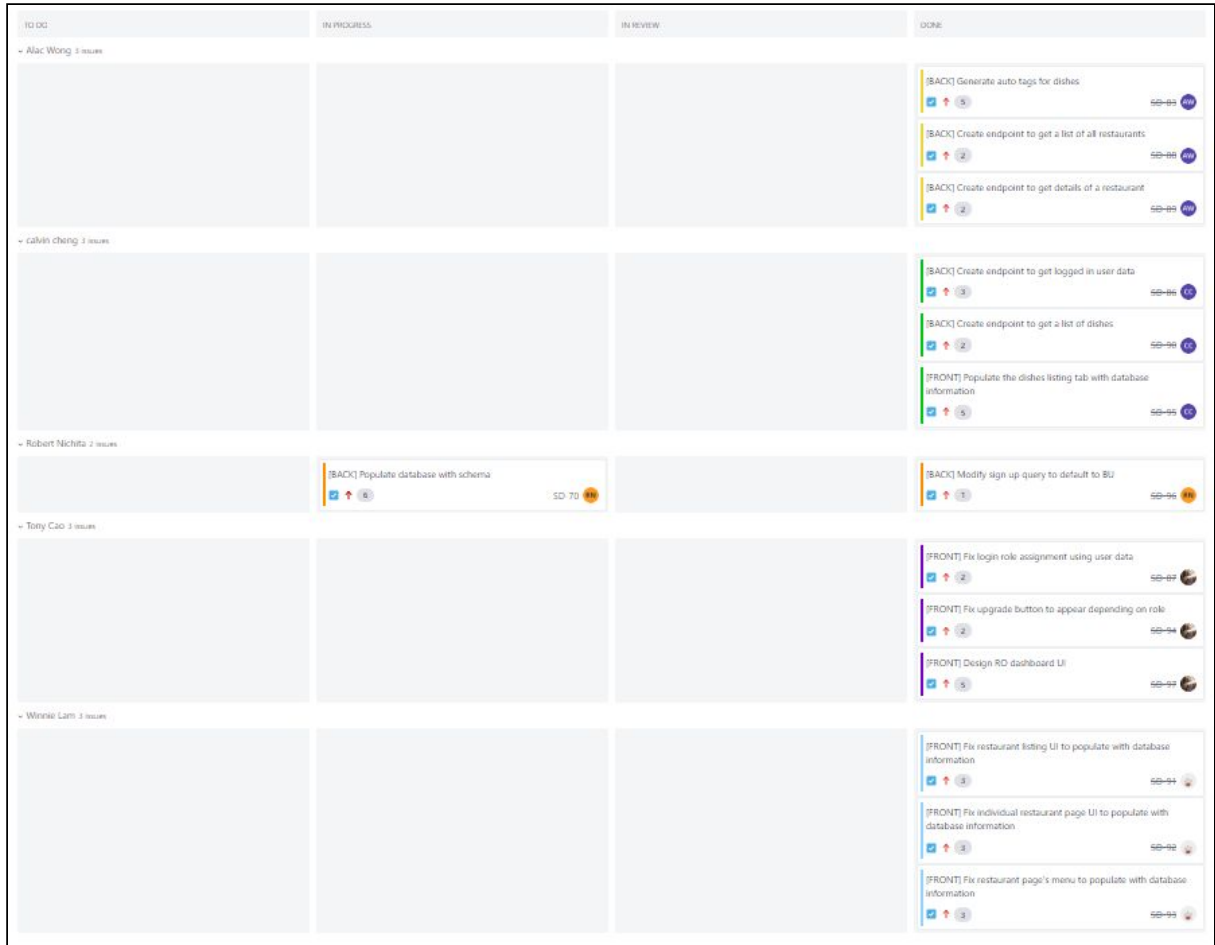 TO DO
IN PROGRESS
IN REVIEW
DONE
Alac Wong 3 issues
[BACK] Generate auto tags for dishes
5 SD-83 AW
[BACK] Create endpoint to get a list of all restaurants
2 SD-88 AW
[BACK] Create endpoint to get details of a restaurant
2 SD-89 AW
calvin cheng 3 issues
[BACK] Create endpoint to get logged in user data
3 SD-86 CC
[BACK] Create endpoint to get a list of dishes
2 SD-90 CC
[FRONT] Populate the dishes listing tab with database
information
5 SD-95 CC
Robert Nichita 2 issues
[BACK] Populate database with schema
6 SD-70 RN
[BACK] Modify sign up query to default to BU
1 SD-96 RN
Tony Cao 3 issues
[FRONT] Fix login role assignment using user data
2 SD-87
[FRONT] Fix upgrade button to appear depending on role
2 SD-94
[FRONT] Design RO dashboard UI
5 SD-97
Winnie Lam 3 issues
[FRONT] Fix restaurant listing UI to populate with database
information
3 SD-91
[FRONT] Fix individual restaurant page UI to populate with
database information
3 SD-92
[FRONT] Fix restaurant page's menu to populate with database
information
3 SD-93